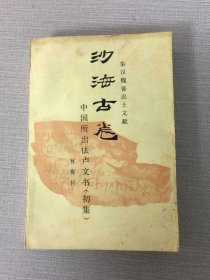 秦汉魏晋出土文献
沙海古卷
中国所出佉卢文书（初集）
林梅村